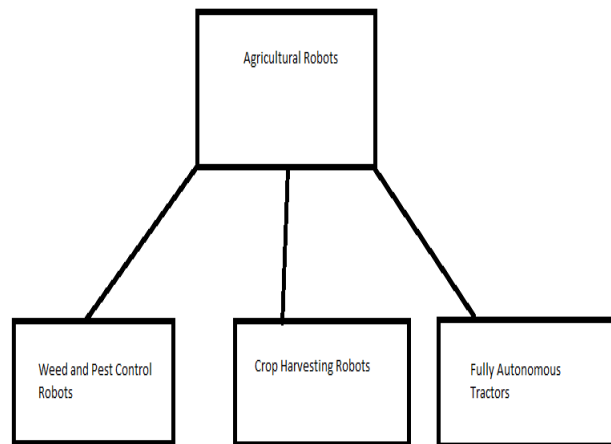 Agricultural Robots
Weed and Pest Control
Robots
Crop Harvesting Robots
Fully Autonomous
Tractors